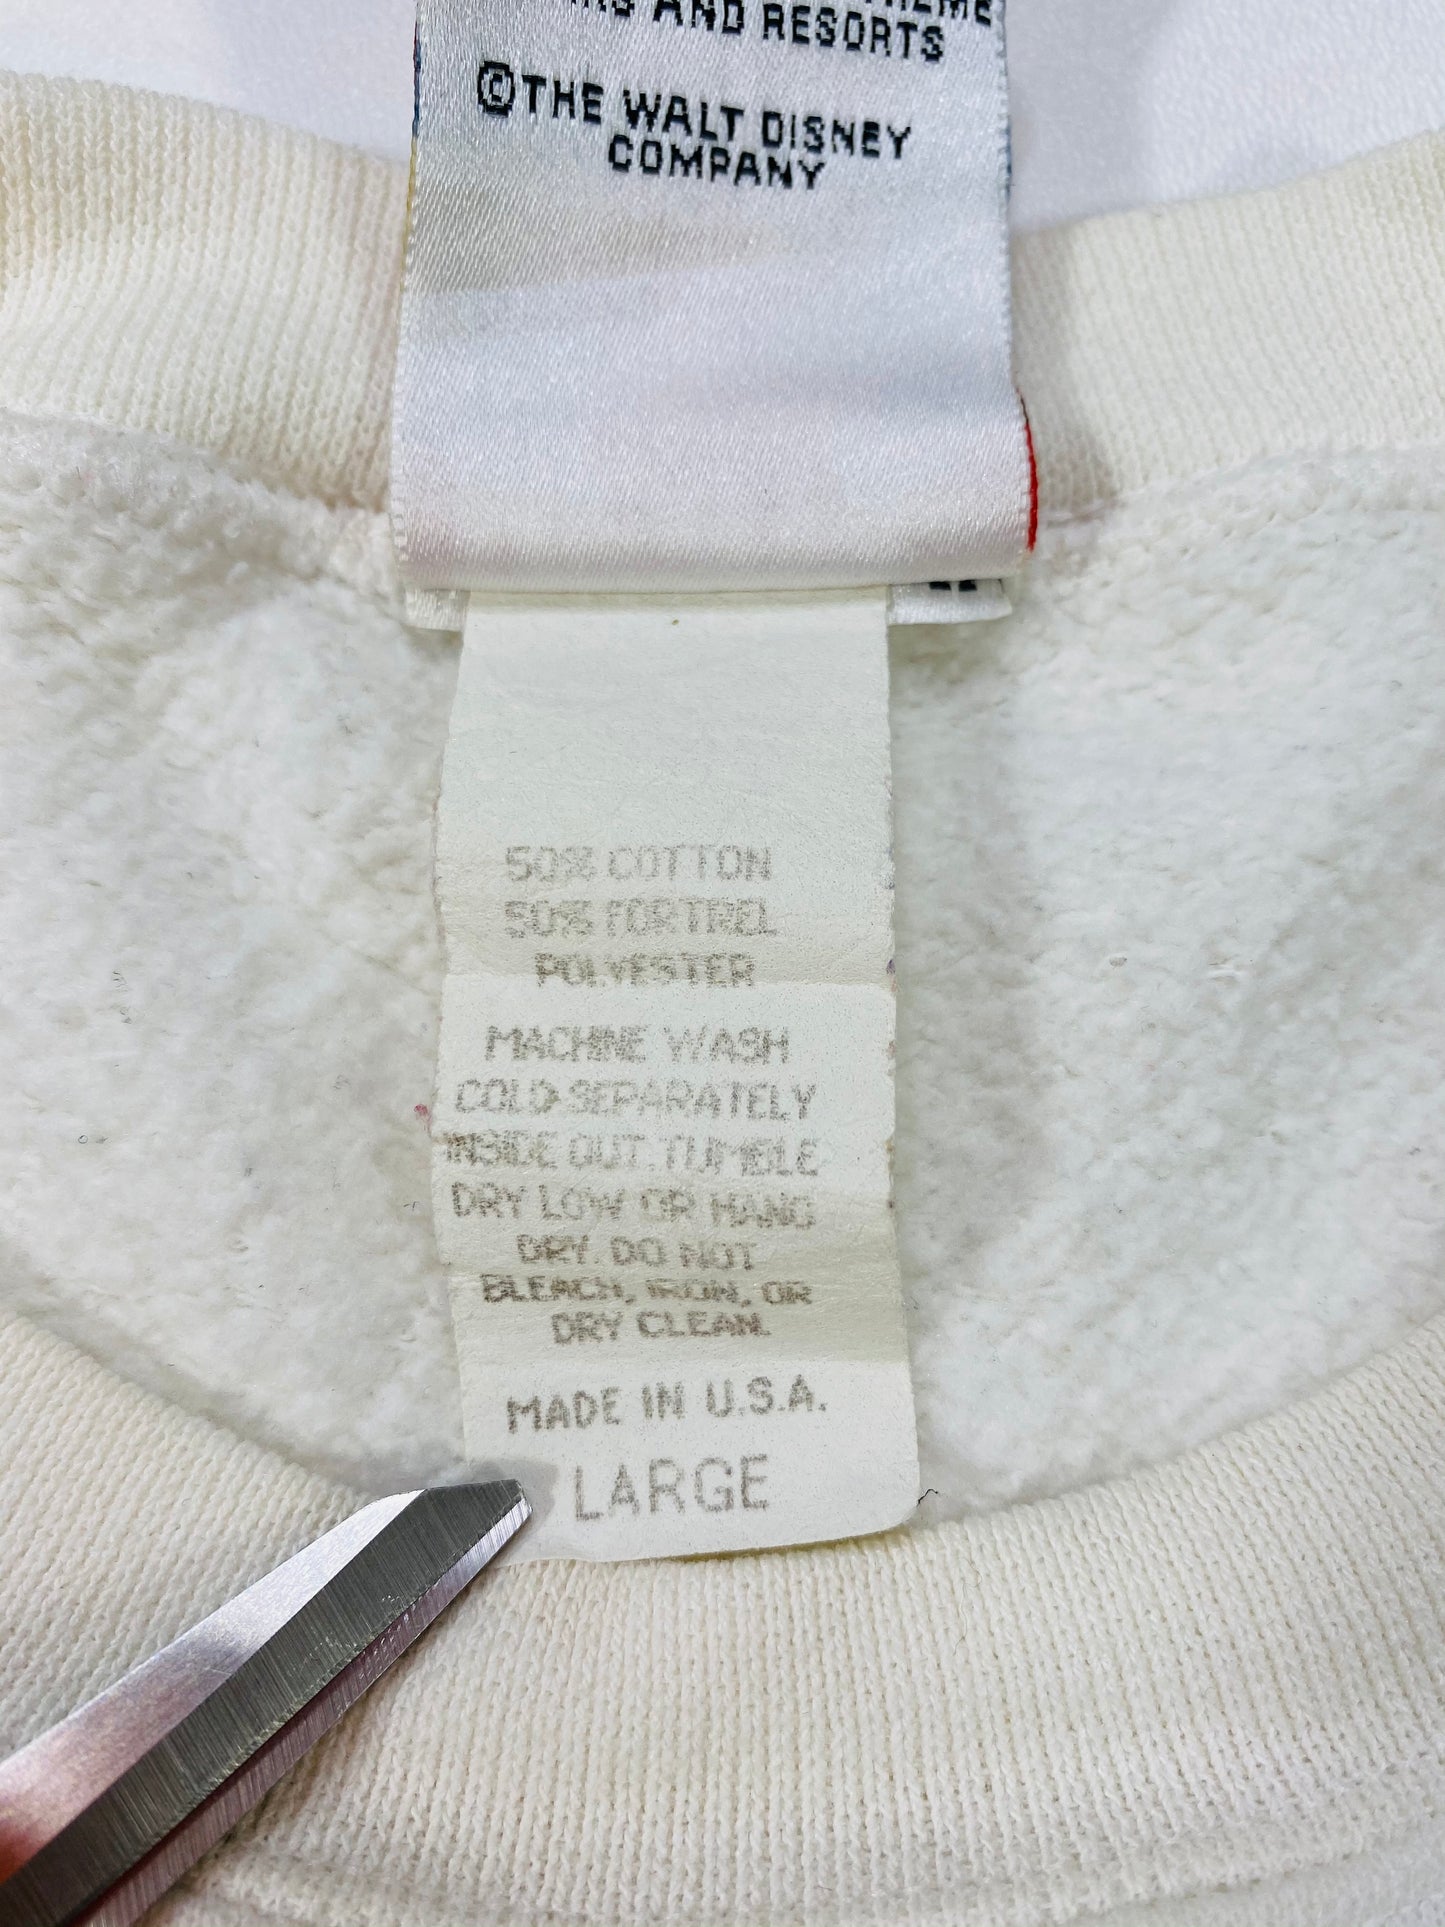 AND RESORTS
©THE WALT DISNEY
COMPANY
50% COTTON
50% FORTREL
POLYESTER
MACHINE WASH
COLD SEPARATELY
INSIDE OUT. TUMBLE
DRY LOW OR HANG
DRY. DO NOT
BLEACH, IRON, OR
DRY CLEAN.
MADE IN U.S.A.
LARGE